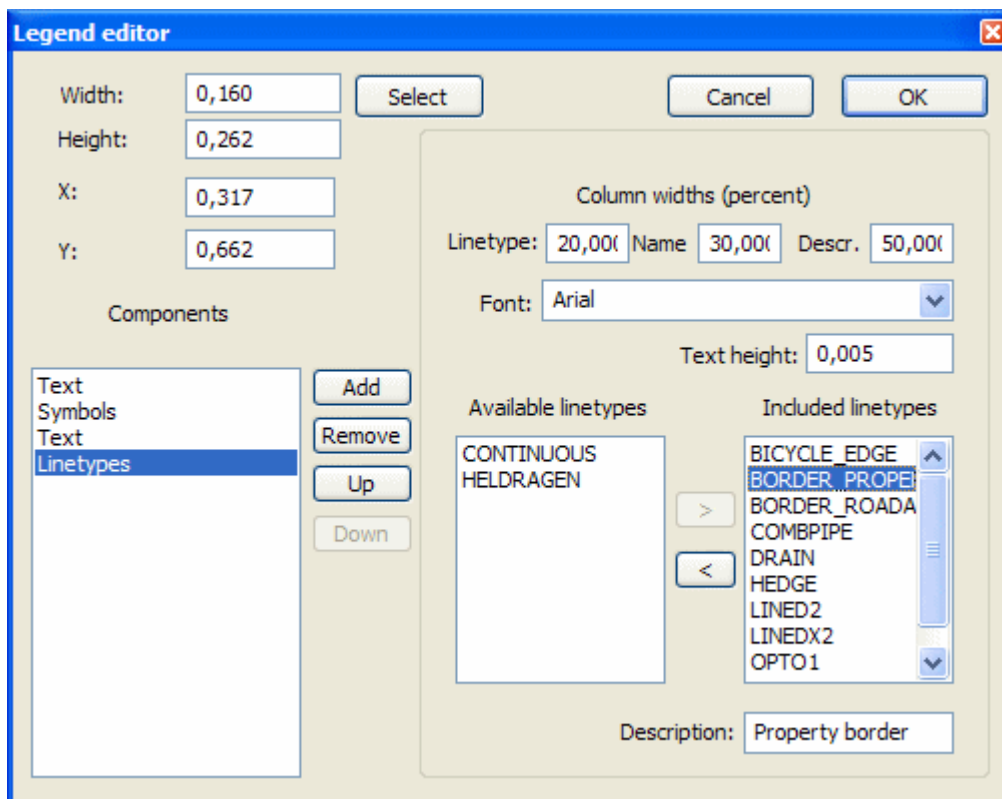 Legend editor
Width: 0,160 Select Cancel OK
Height: 0,262
X: 0,317
Y: 0,662
Column widths (percent)
Linetype: 20,000 Name 30,000 Descr. 50,000
Font: Arial
Text height: 0,005
Components
Text
Symbols
Text
Linetypes
Add
Remove
Up
Down
Available linetypes
CONTINUOUS
HELDRAGEN
>
<
Included linetypes
BICYCLE_EDGE
BORDER_PROPE
BORDER_ROADA
COMBPIPE
DRAIN
HEDGE
LINED2
LINEDX2
OPTO1
Description: Property border